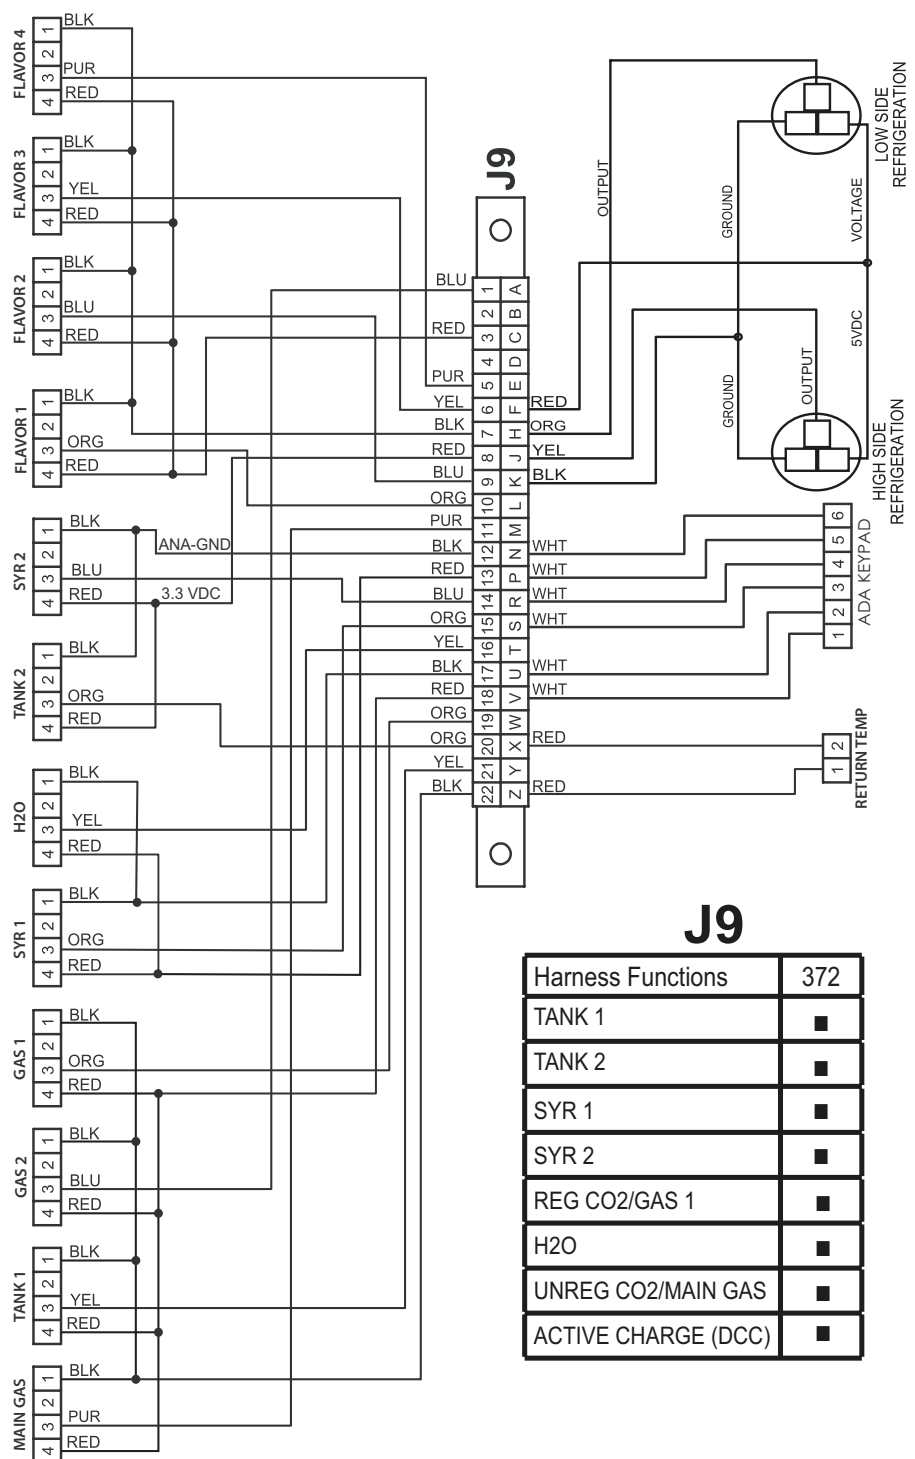 FLAVOR 4
1 BLK
2
3 PUR
4 RED
FLAVOR 3
1 BLK
2
3 YEL
4 RED
FLAVOR 2
1 BLK
2
3 BLU
4 RED
FLAVOR 1
1 BLK
2
3 ORG
4 RED
SYR 2
1 BLK
2
3 BLU
4 RED
ANA-GND
3.3 VDC
TANK 2
1 BLK
2
3 ORG
4 RED
H2O
1 BLK
2
3 YEL
4 RED
SYR 1
1 BLK
2
3 ORG
4 RED
GAS 1
1 BLK
2
3 ORG
4 RED
GAS 2
1 BLK
2
3 BLU
4 RED
TANK 1
1 BLK
2
3 YEL
4 RED
MAIN GAS
1 BLK
2
3 PUR
4 RED
J9
BLU 1 A
2 B
RED 3 C
4 D
PUR 5 E
YEL 6 F RED
BLK 7 H ORG
RED 8 J YEL
BLU 9 K BLK
ORG 10 L
PUR 11 M
BLK 12 N WHT
RED 13 P WHT
BLU 14 R WHT
ORG 15 S WHT
YEL 16 T
BLK 17 U WHT
RED 18 V WHT
ORG 19 W
ORG 20 X RED
YEL 21 Y
BLK 22 Z RED
OUTPUT
GROUND
VOLTAGE
LOW SIDE
REFRIGERATION
5VDC
OUTPUT
GROUND
HIGH SIDE
REFRIGERATION
6
5
4
3
2
1
ADA KEYPAD
2
1
RETURN TEMP
J9
Harness Functions 372
TANK 1 ■
TANK 2 ■
SYR 1 ■
SYR 2 ■
REG CO2/GAS 1 ■
H2O ■
UNREG CO2/MAIN GAS ■
ACTIVE CHARGE (DCC) ■